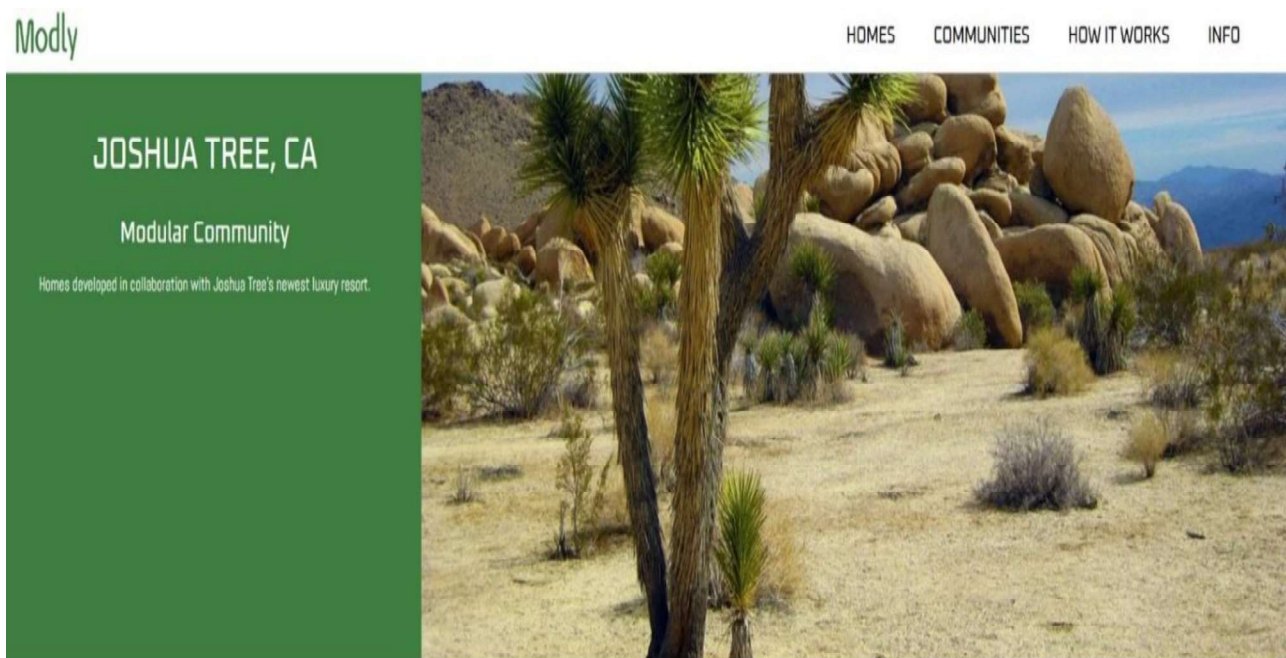 Modly
HOMES COMMUNITIES HOW IT WORKS INFO
JOSHUA TREE, CA
Modular Community
Homes developed in collaboration with Joshua Tree's newest luxury resort.